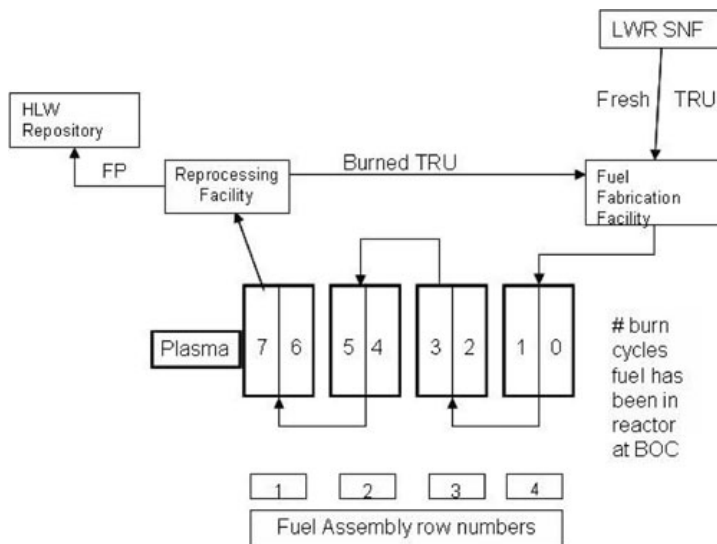 LWR SNF
Fresh TRU
HLW
Repository
FP
Reprocessing
Facility
Burned TRU
Fuel
Fabrication
Facility
Plasma
7 6 5 4 3 2 1 0
# burn
cycles
fuel has
been in
reactor
at BOC
1 2 3 4
Fuel Assembly row numbers